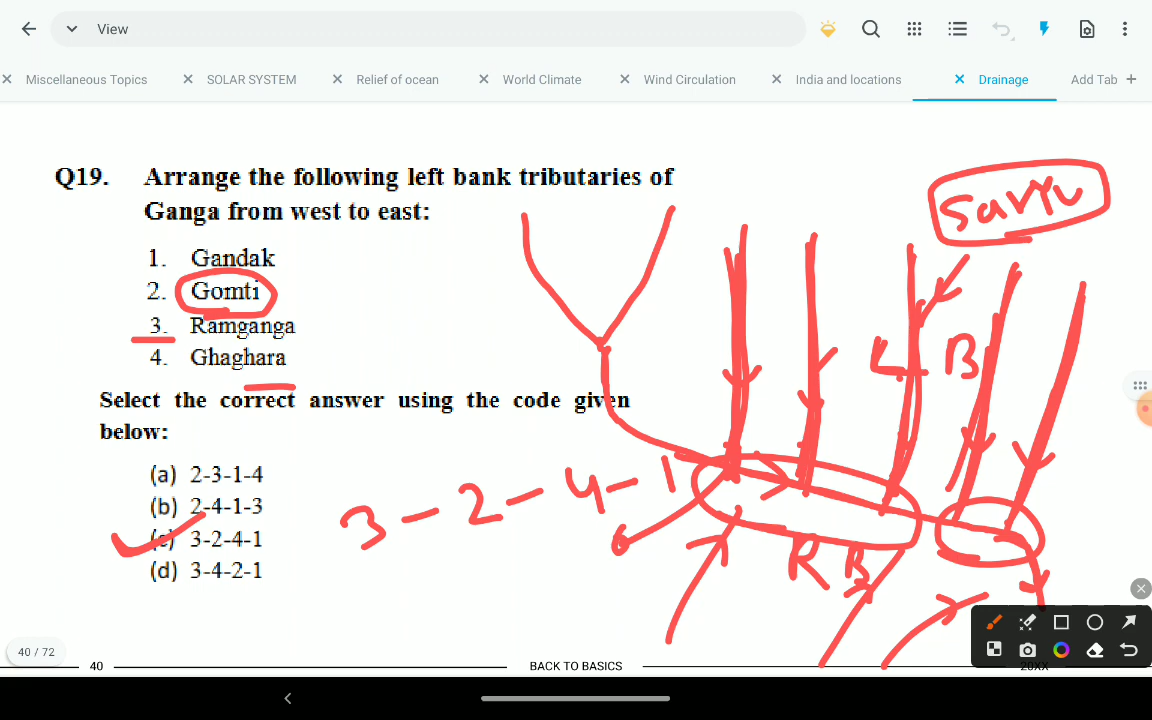 View
Miscellaneous Topics SOLAR SYSTEM Relief of ocean World Climate Wind Circulation India and locations Drainage Add Tab +
Q19. Arrange the following left bank tributaries of
Ganga from west to east:
Saryu
1. Gandak
2. Gomti
3. Ramganga
4. Ghaghara
LB
Select the correct answer using the code given
below:
(a) 2-3-1-4
(b) 2-4-1-3
(c) 3-2-4-1
(d) 3-4-2-1
3-2-4-1
RB
40 / 72
40 BACK TO BASICS 20XX